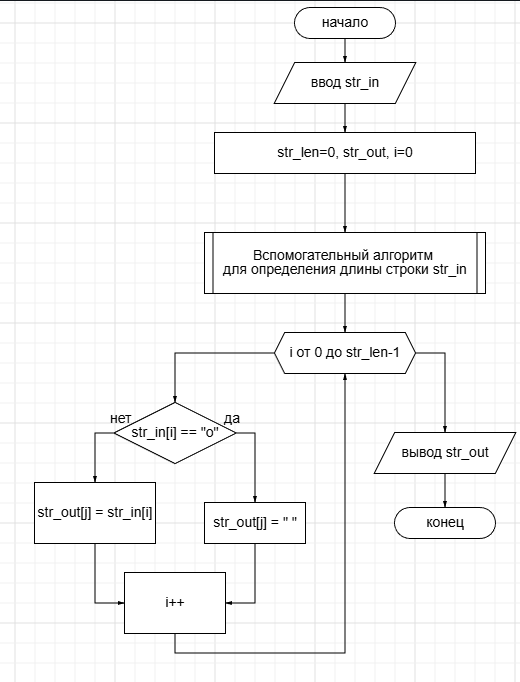 начало
ввод str_in
str_len=0, str_out, i=0
Вспомогательный алгоритм
для определения длины строки str_in
i от 0 до str_len-1
нет
да
str_in[i] == "o"
вывод str_out
str_out[j] = str_in[i]
str_out[j] = " "
конец
i++